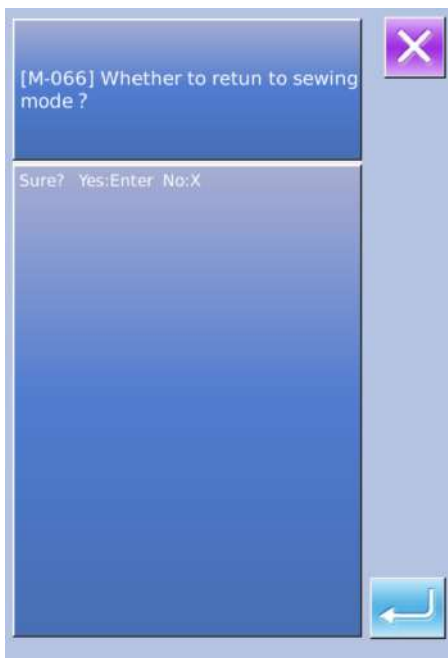 [M-066] Whether to retun to sewing
mode ?
Sure? Yes:Enter No:X